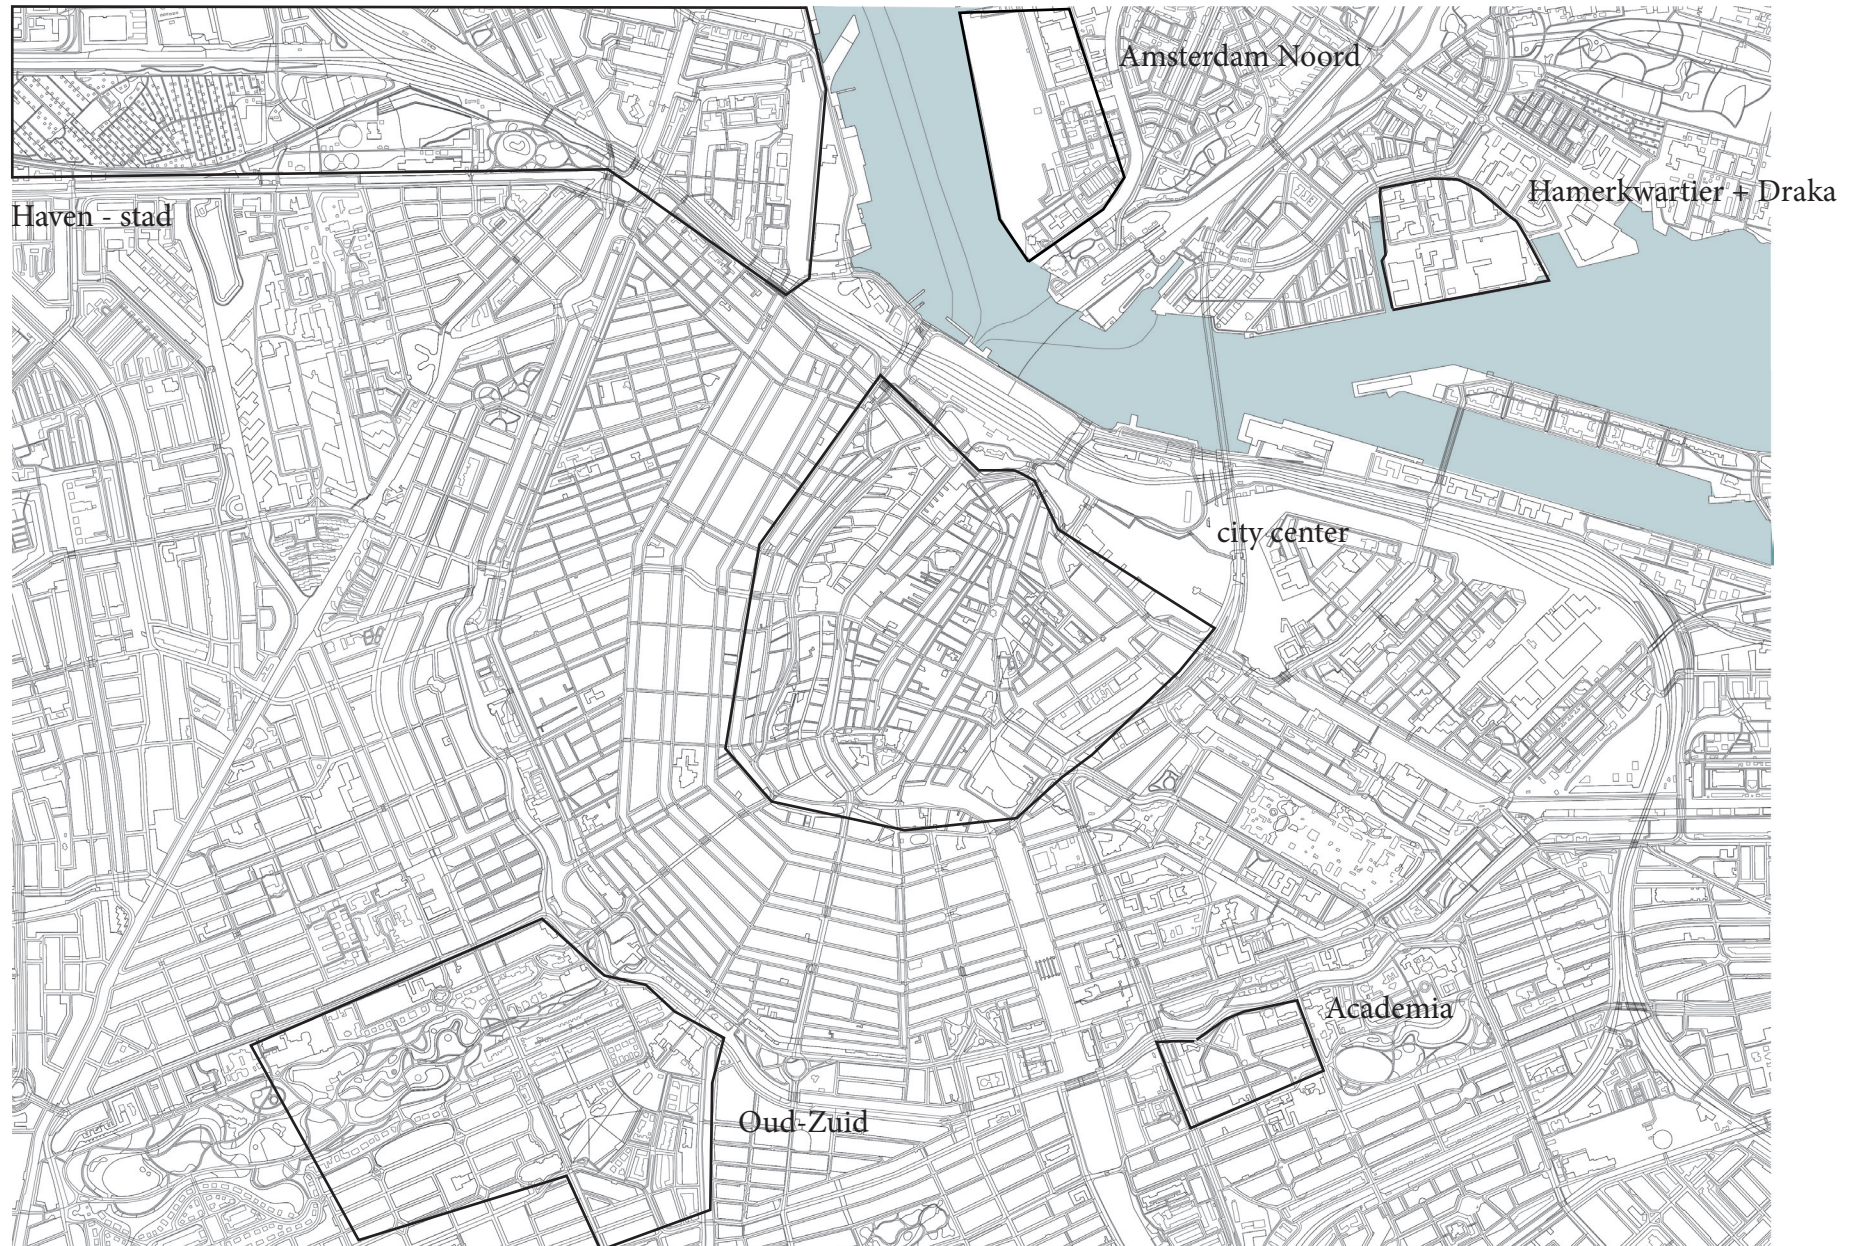 Amsterdam Noord
Hamerkwartier + Draka
Haven - stad
city center
Academia
Oud-Zuid